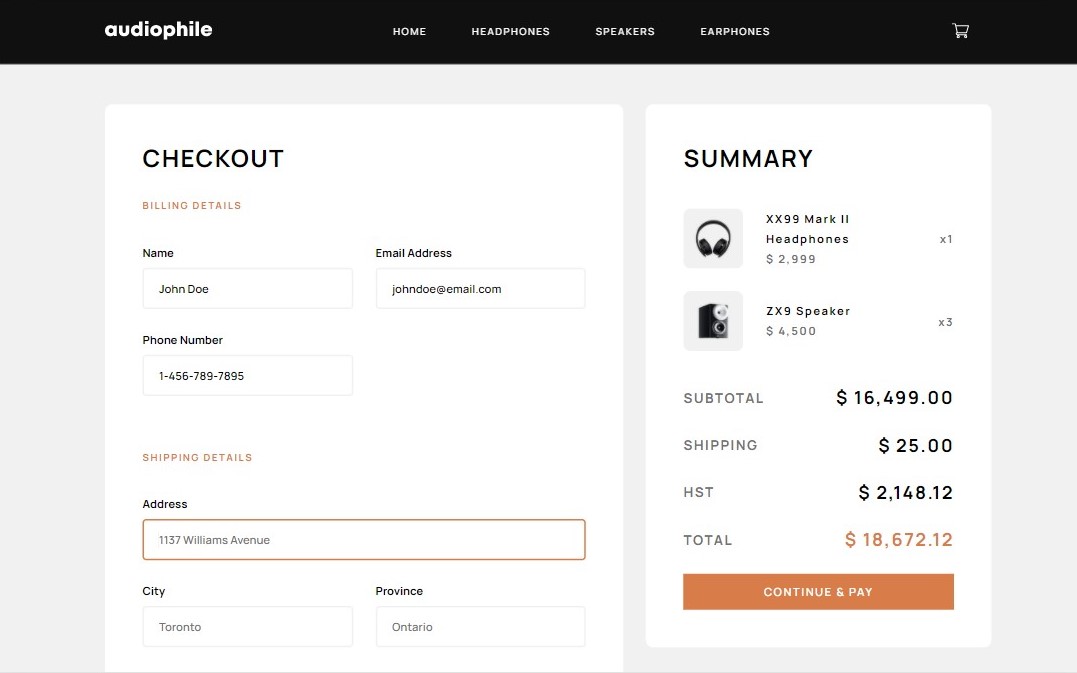 audiophile
HOME
HEADPHONES
SPEAKERS
EARPHONES
CHECKOUT
BILLING DETAILS
Name
Email Address
John Doe
johndoe@email.com
Phone Number
1-456-789-7895
SHIPPING DETAILS
Address
1137 Williams Avenue
City
Province
Toronto
Ontario
SUMMARY
XX99 Mark II
Headphones
$ 2,999
x1
ZX9 Speaker
$ 4,500
x3
SUBTOTAL
$ 16,499.00
SHIPPING
$ 25.00
HST
$ 2,148.12
TOTAL
$ 18,672.12
CONTINUE & PAY